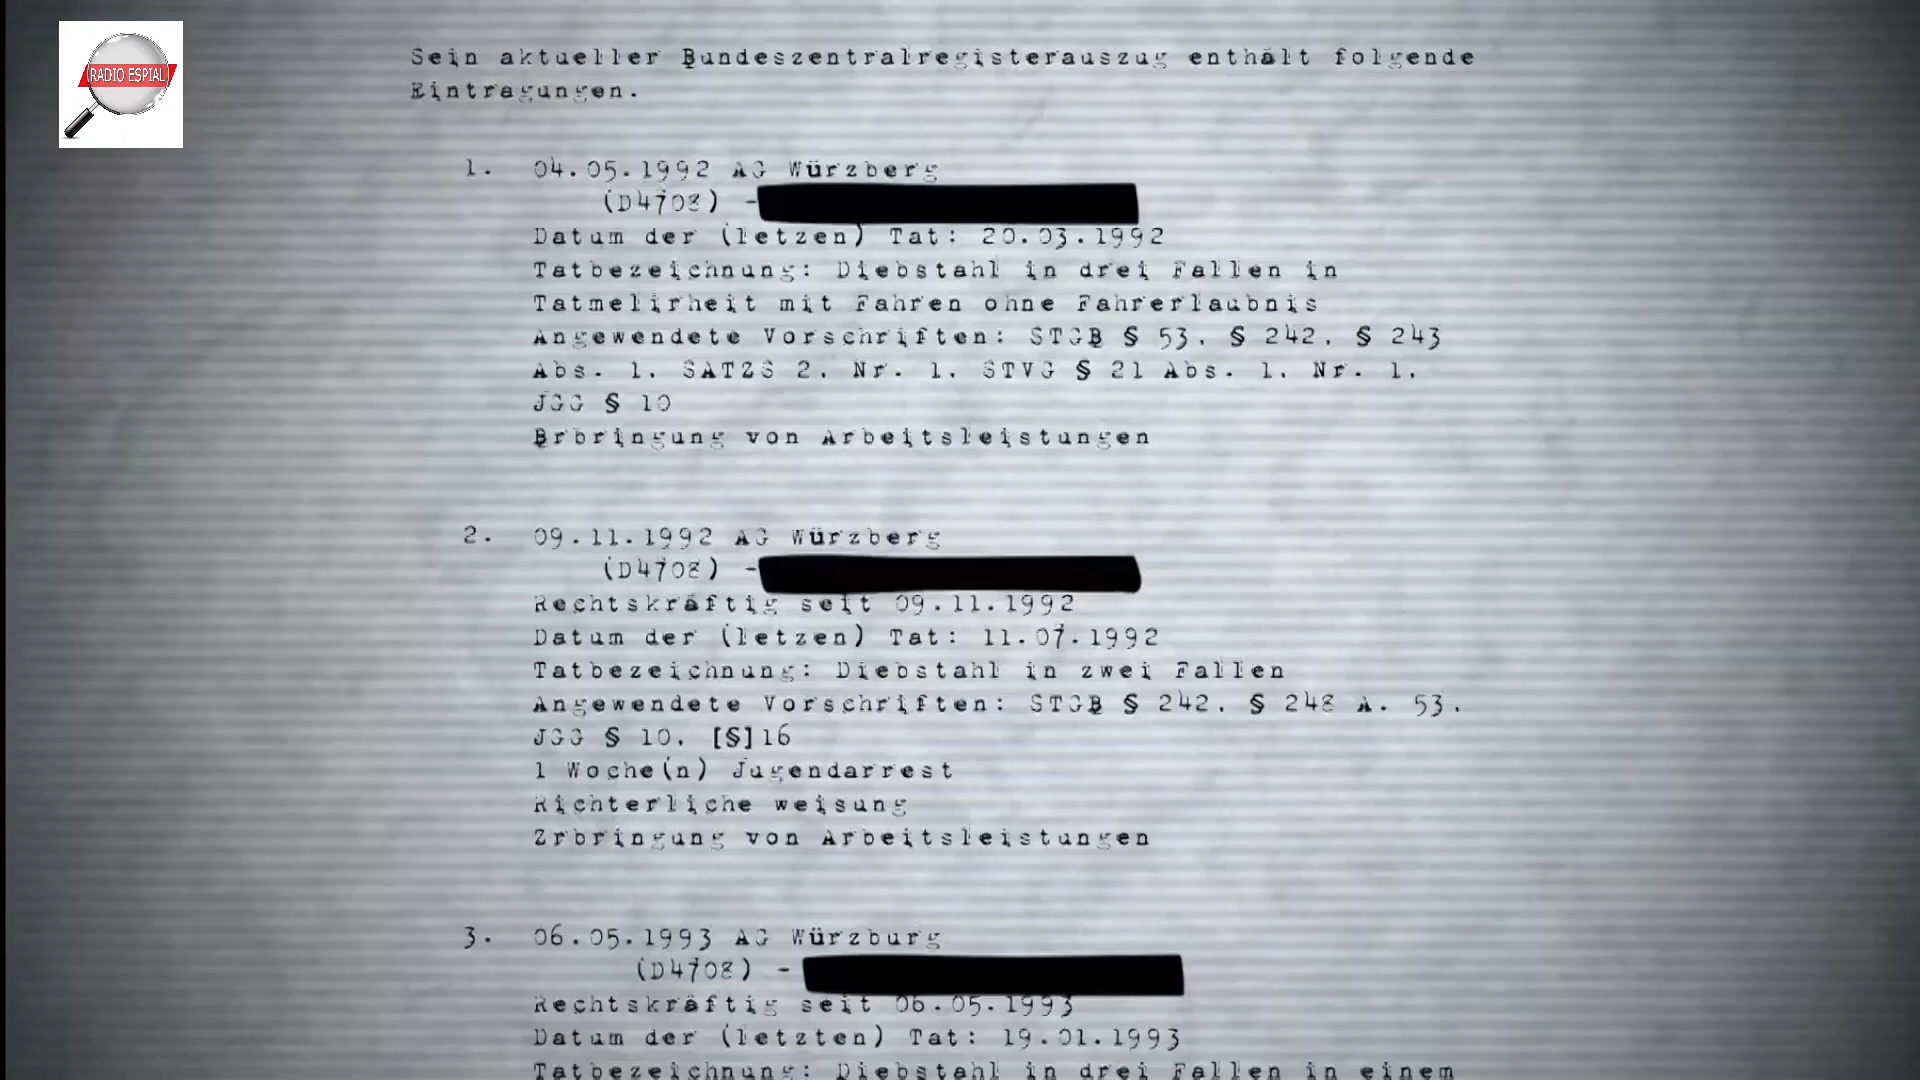 RADIO ESPIAL
Sein aktueller Bundeszentralregisterauszug enthält folgende
Eintragungen.
1. 04.05.1992 AG Würzberg
(D4708) -
Datum der (letzen) Tat: 20.03.1992
Tatbezeichnung: Diebstahl in drei Fallen in
Tatmelirheit mit Fahren ohne Fahrerlaubnis
Angewendete Vorschriften: STGB § 53, § 242, § 243
Abs. 1, SATZS 2, Nr. 1, STVG § 21 Abs. 1, Nr. 1,
JGG § 10
Brbringung von Arbeitsleistungen
2. 09.11.1992 AG Würzberg
(D4708) -
Rechtskräftig seit 09.11.1992
Datum der (letzen) Tat: 11.07.1992
Tatbezeichnung: Diebstahl in zwei Fallen
Angewendete Vorschriften: STGB § 242, § 248 A. 53,
JGG § 10, [§]16
1 Woche(n) Jugendarrest
Richterliche weisung
Zrbringung von Arbeitsleistungen
3. 06.05.1993 AG Würzburg
(D4708) -
Rechtskräftig seit 06.05.1993
Datum der (letzten) Tat: 19.01.1993
Tatbezeichnung: Diebstahl in drei Fallen in einem